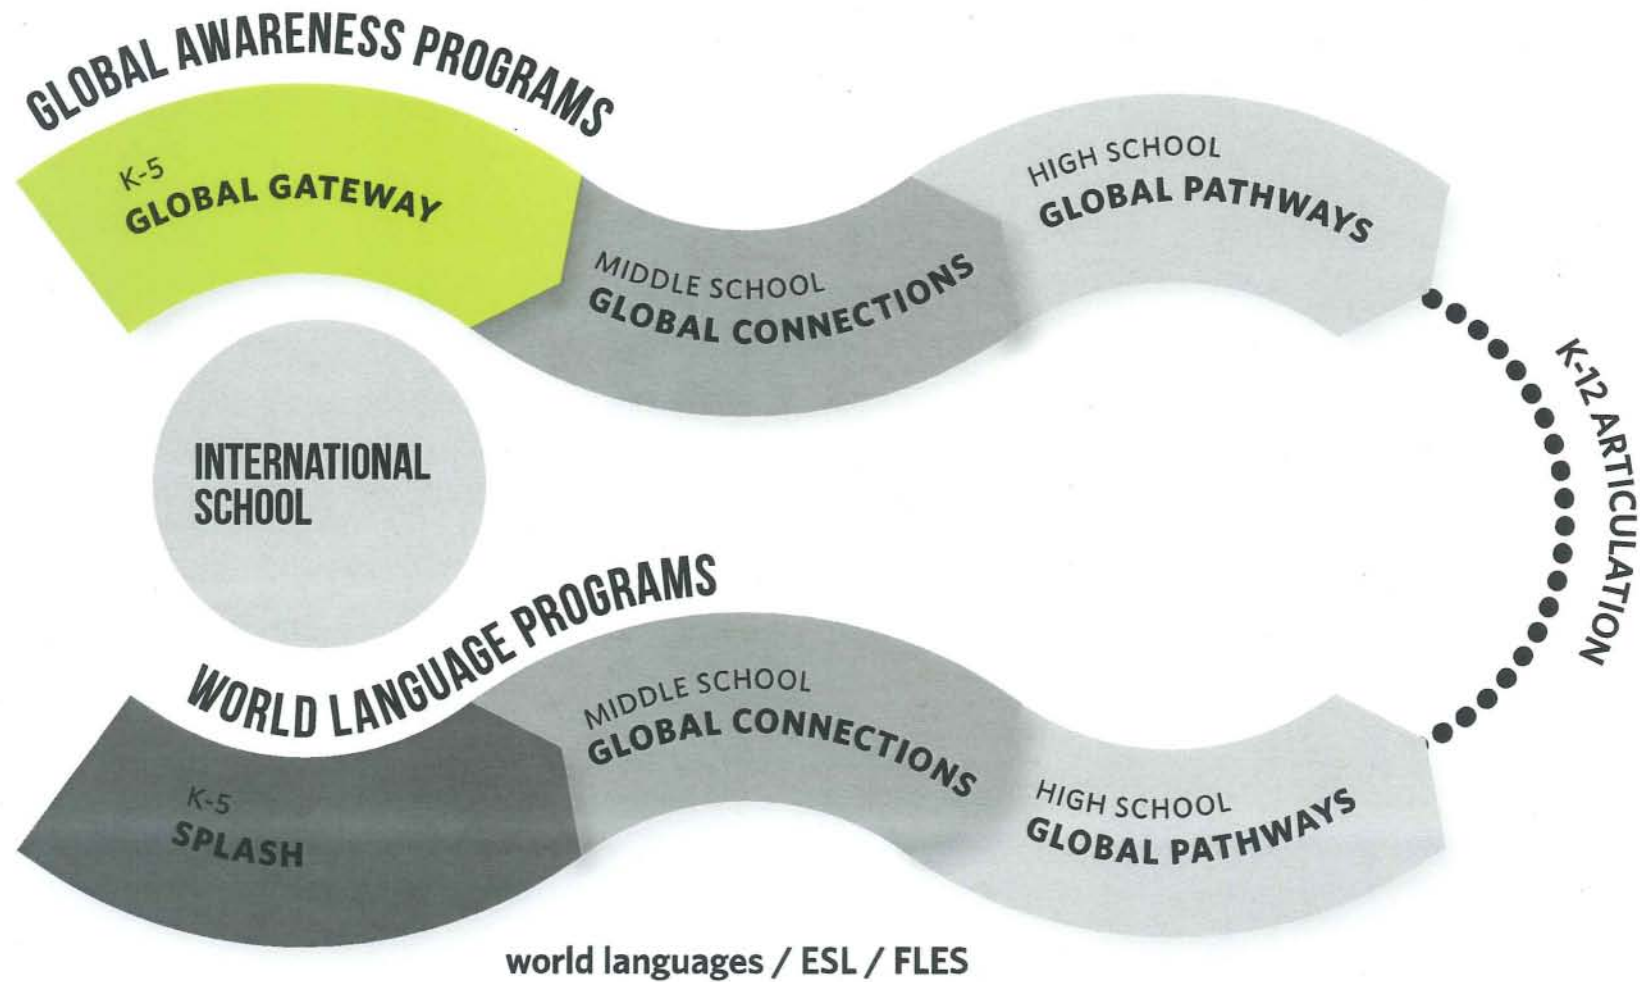 GLOBAL AWARENESS PROGRAMS
K-5
GLOBAL GATEWAY
MIDDLE SCHOOL
GLOBAL CONNECTIONS
HIGH SCHOOL
GLOBAL PATHWAYS
K-12 ARTICULATION
INTERNATIONAL
SCHOOL
WORLD LANGUAGE PROGRAMS
K-5
SPLASH
MIDDLE SCHOOL
GLOBAL CONNECTIONS
HIGH SCHOOL
GLOBAL PATHWAYS
world languages / ESL / FLES